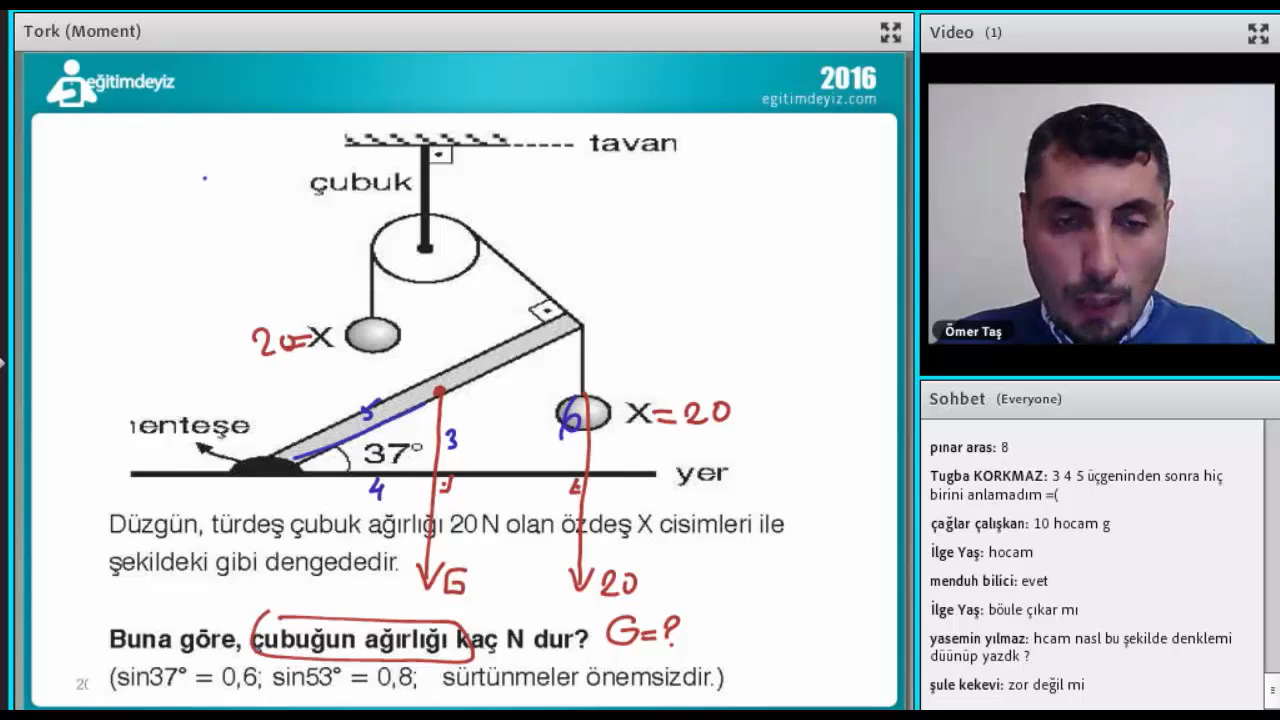 Tork (Moment)
eğitimdeyiz
2016
egitimdeyiz.com
tavan
çubuk
20=X
X=20
5
6
3
menteşe
37°
yer
4
Düzgün, türdeş çubuk ağırlığı 20 N olan özdeş X cisimleri ile
şekildeki gibi dengededir.
G
20
Buna göre, çubuğun ağırlığı kaç N dur? G=?
(sin37° = 0,6; sin53° = 0,8; sürtünmeler önemsizdir.)
Video (1)
Ömer Taş
Sohbet (Everyone)
pınar aras: 8
Tugba KORKMAZ: 3 4 5 üçgeninden sonra hiç
birini anlamadım =(
çağlar çalışkan: 10 hocam g
İlge Yaş: hocam
menduh bilici: evet
İlge Yaş: böule çıkar mı
yasemin yılmaz: hcam nasl bu şekilde denklemi
düünüp yazdk ?
şule kekevi: zor değil mi